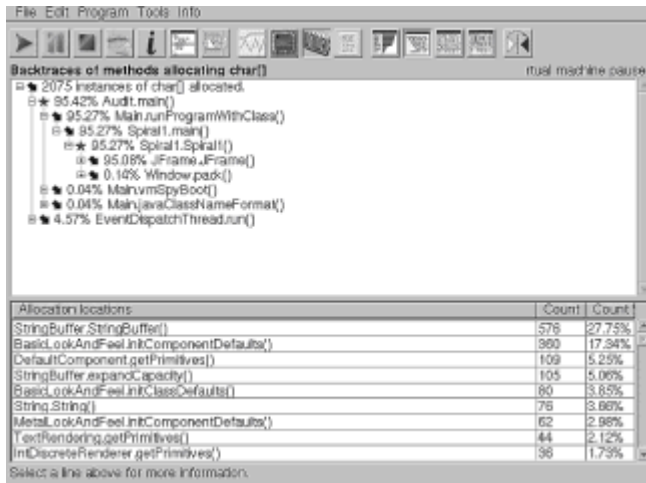 File Edit Program Tools Info
Backtraces of methods allocating char[]
rtual machine pause
2075 instances of char[] allocated.
95.42% Audit.main()
95.27% Main.runProgramWithClass()
95.27% Spiral1.main()
95.27% Spiral1.Spiral1()
95.08% JFrame.JFrame()
0.14% Window.pack()
0.04% Main.vmSpyBoot()
0.04% Main.javaClassNameFormat()
4.57% EventDispatchThread.run()
Allocation locations Count Count
StringBuffer.StringBuffer() 576 27.75%
BasicLookAndFeel.initComponentDefaults() 360 17.34%
DefaultComponent.getPrimitives() 109 5.25%
StringBuffer.expandCapacity() 105 5.06%
BasicLookAndFeel.initClassDefaults() 80 3.85%
String.String() 76 3.66%
MetalLookAndFeel.initComponentDefaults() 62 2.98%
TextRendering.getPrimitives() 44 2.12%
IntDiscreteRenderer.getPrimitives() 36 1.73%
Select a line above for more information.